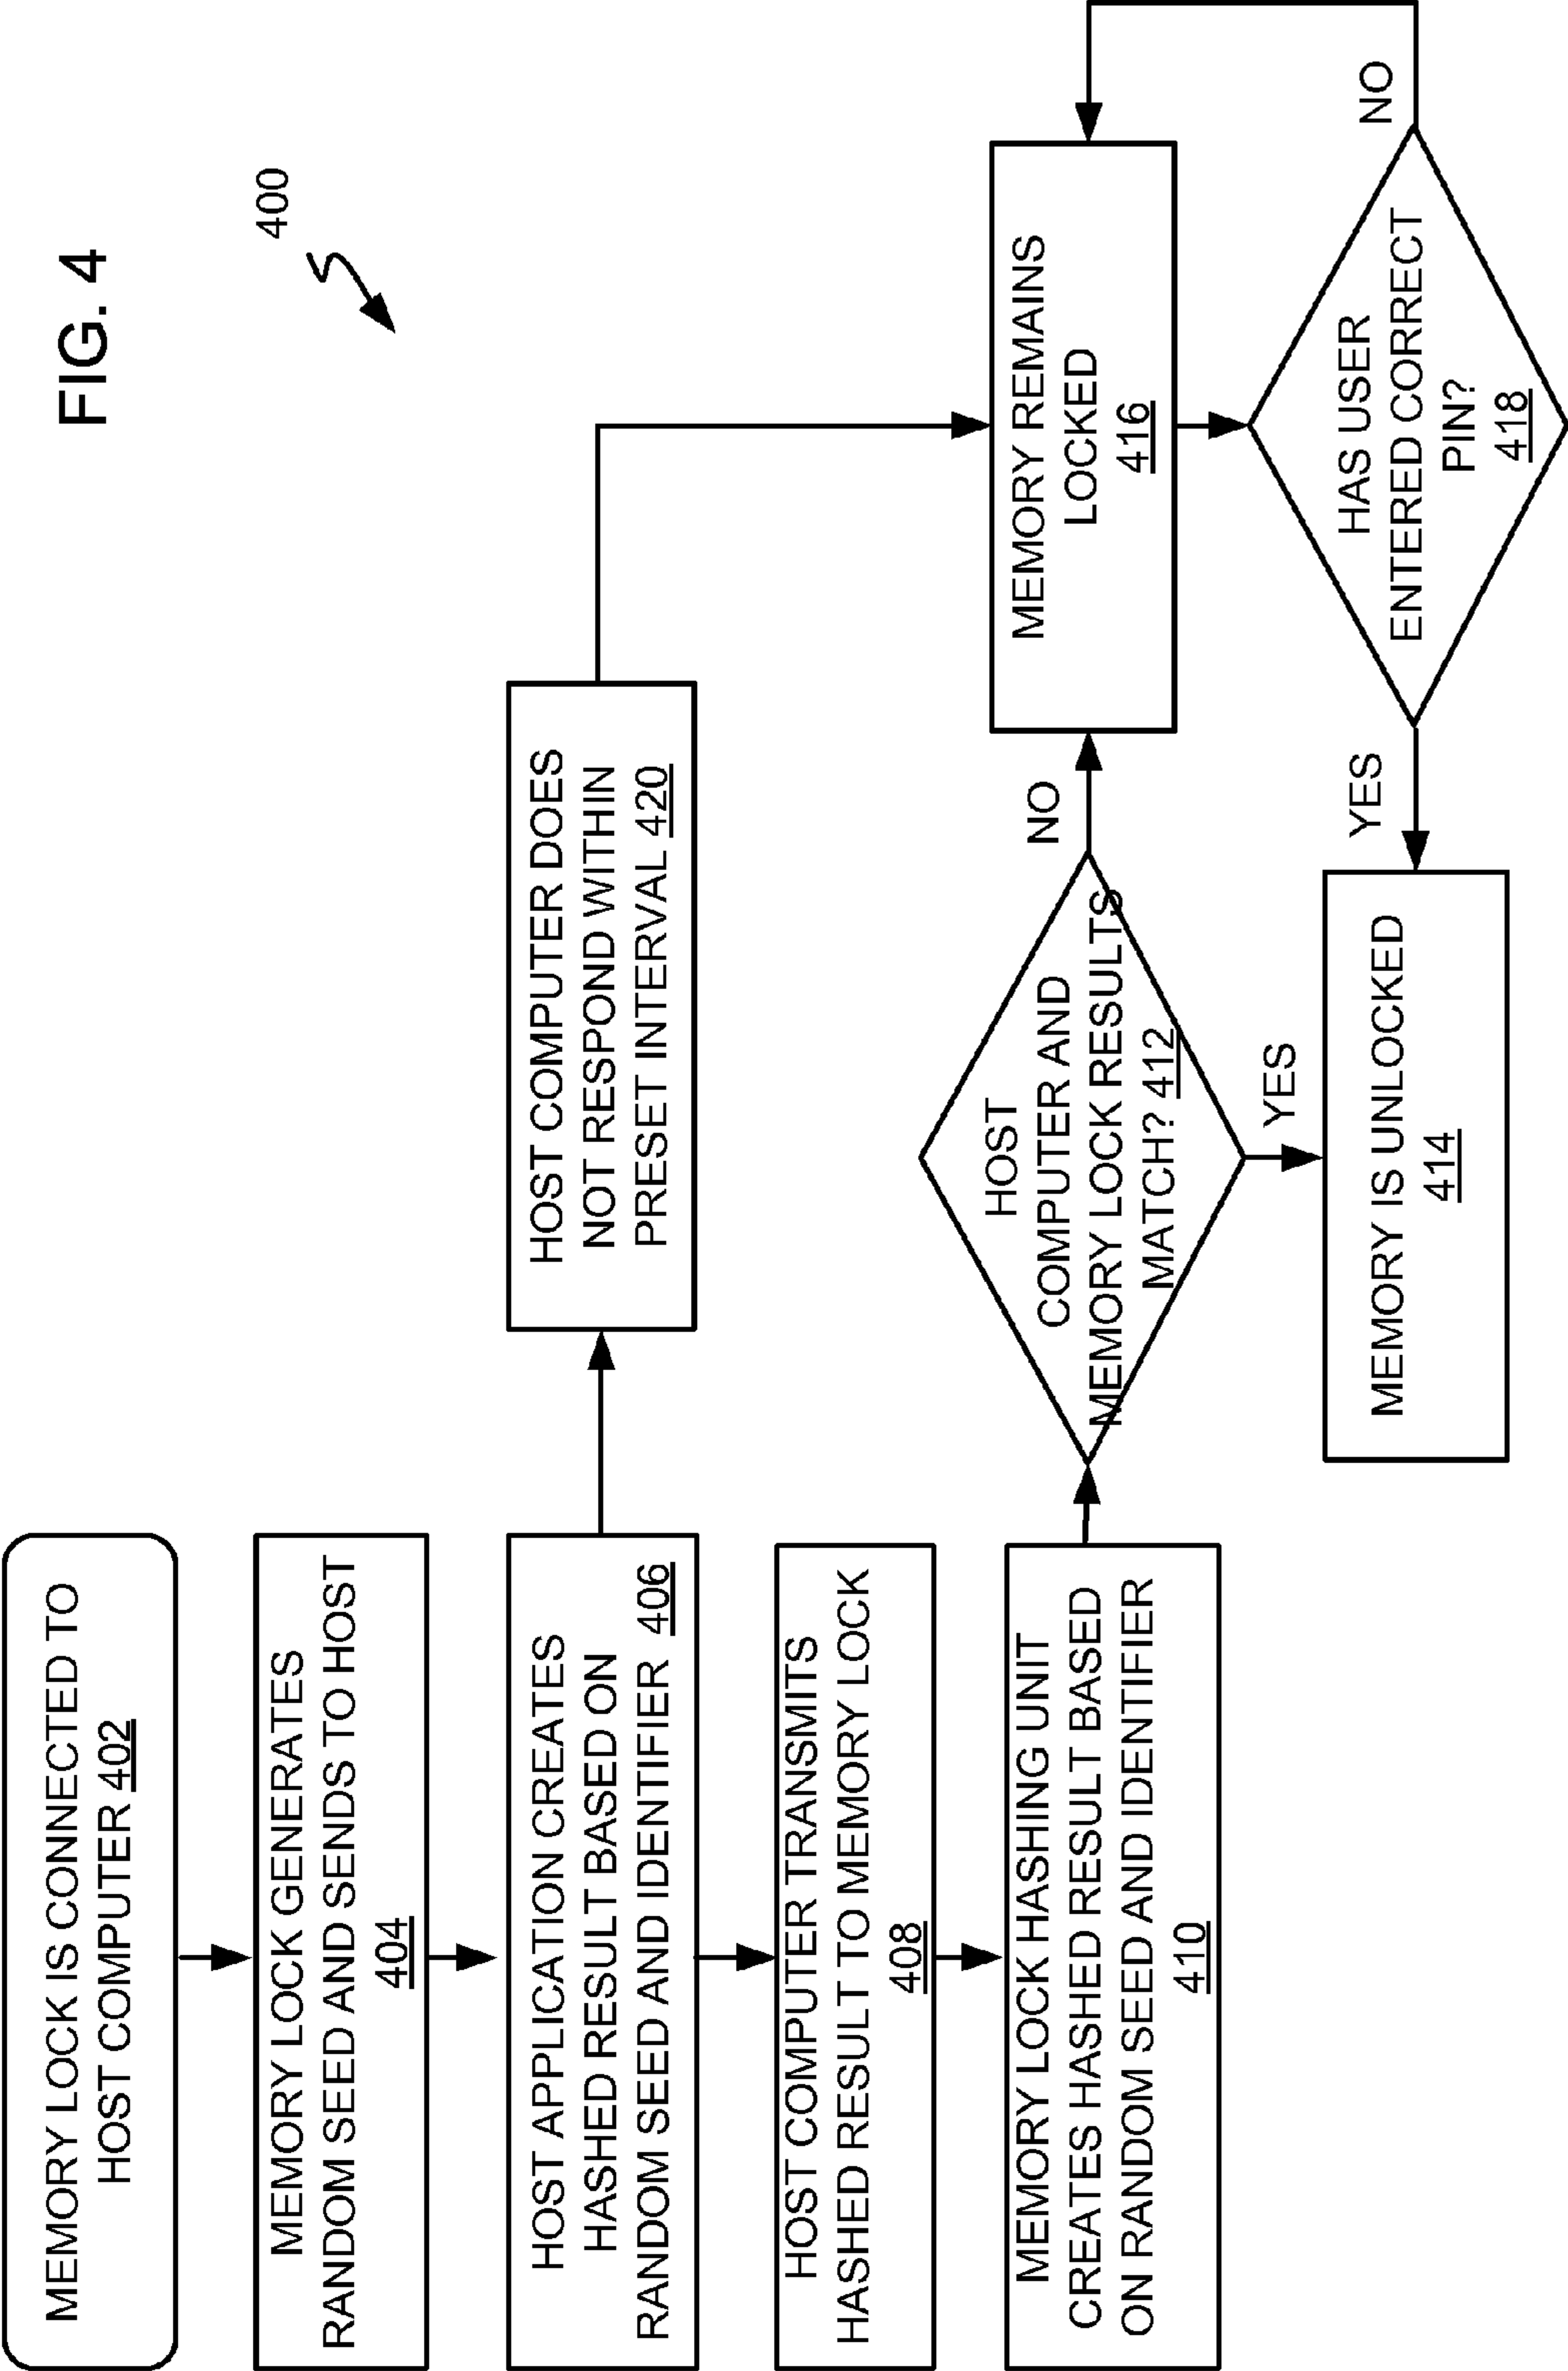 FIG. 4
400
MEMORY LOCK IS CONNECTED TO
HOST COMPUTER 402
MEMORY LOCK GENERATES
RANDOM SEED AND SENDS TO HOST
404
HOST APPLICATION CREATES
HASHED RESULT BASED ON
RANDOM SEED AND IDENTIFIER 406
HOST COMPUTER DOES
NOT RESPOND WITHIN
PRESET INTERVAL 420
HOST COMPUTER TRANSMITS
HASHED RESULT TO MEMORY LOCK
408
MEMORY LOCK HASHING UNIT
CREATES HASHED RESULT BASED
ON RANDOM SEED AND IDENTIFIER
410
HOST
COMPUTER AND
MEMORY LOCK RESULTS
MATCH? 412
NO
YES
MEMORY REMAINS
LOCKED
416
MEMORY IS UNLOCKED
414
YES
HAS USER
ENTERED CORRECT
PIN?
418
NO